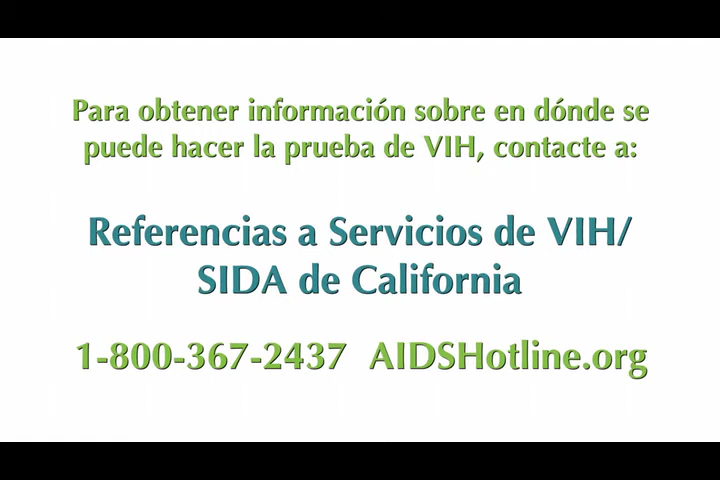 Para obtener información sobre en dónde se
puede hacer la prueba de VIH, contacte a:
Referencias a Servicios de VIH/
SIDA de California
1-800-367-2437 AIDSHotline.org